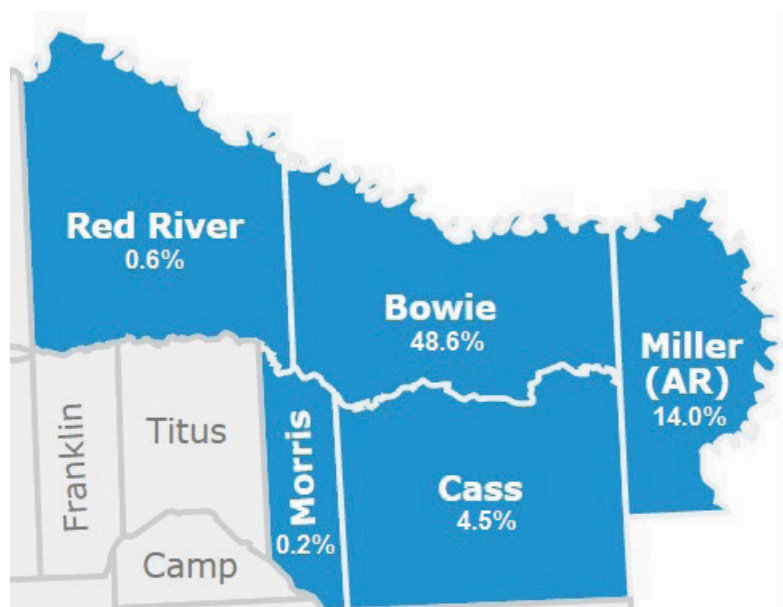 Red River
0.6%
Bowie
48.6%
Miller
(AR)
14.0%
Franklin
Titus
Morris
0.2%
Cass
4.5%
Camp